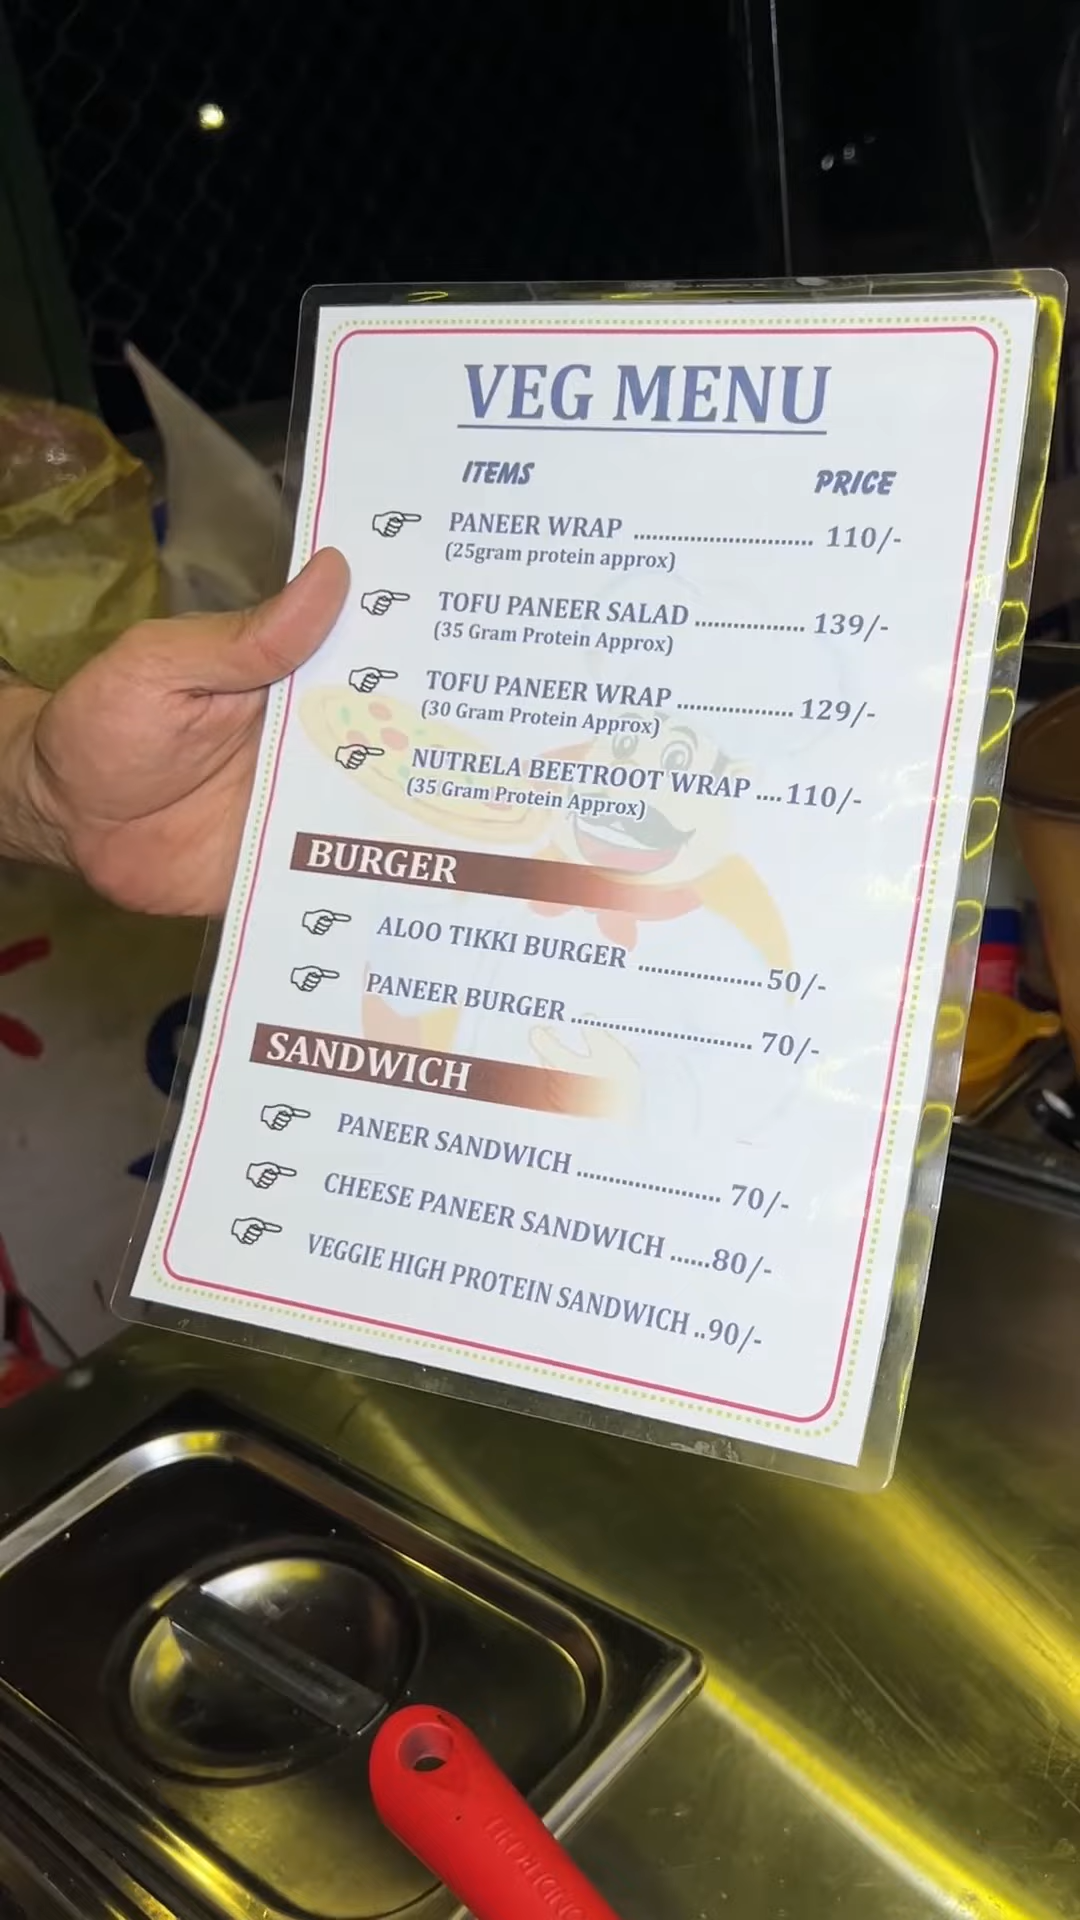 VEG MENU
ITEMS PRICE
PANEER WRAP ........................... 110/-
(25gram protein approx)
TOFU PANEER SALAD ................ 139/-
(35 Gram Protein Approx)
TOFU PANEER WRAP ................. 129/-
(30 Gram Protein Approx)
NUTRELA BEETROOT WRAP ....110/-
(35 Gram Protein Approx)
BURGER
ALOO TIKKI BURGER ..................50/-
PANEER BURGER .......................... 70/-
SANDWICH
PANEER SANDWICH ..................... 70/-
CHEESE PANEER SANDWICH ......80/-
VEGGIE HIGH PROTEIN SANDWICH ..90/-